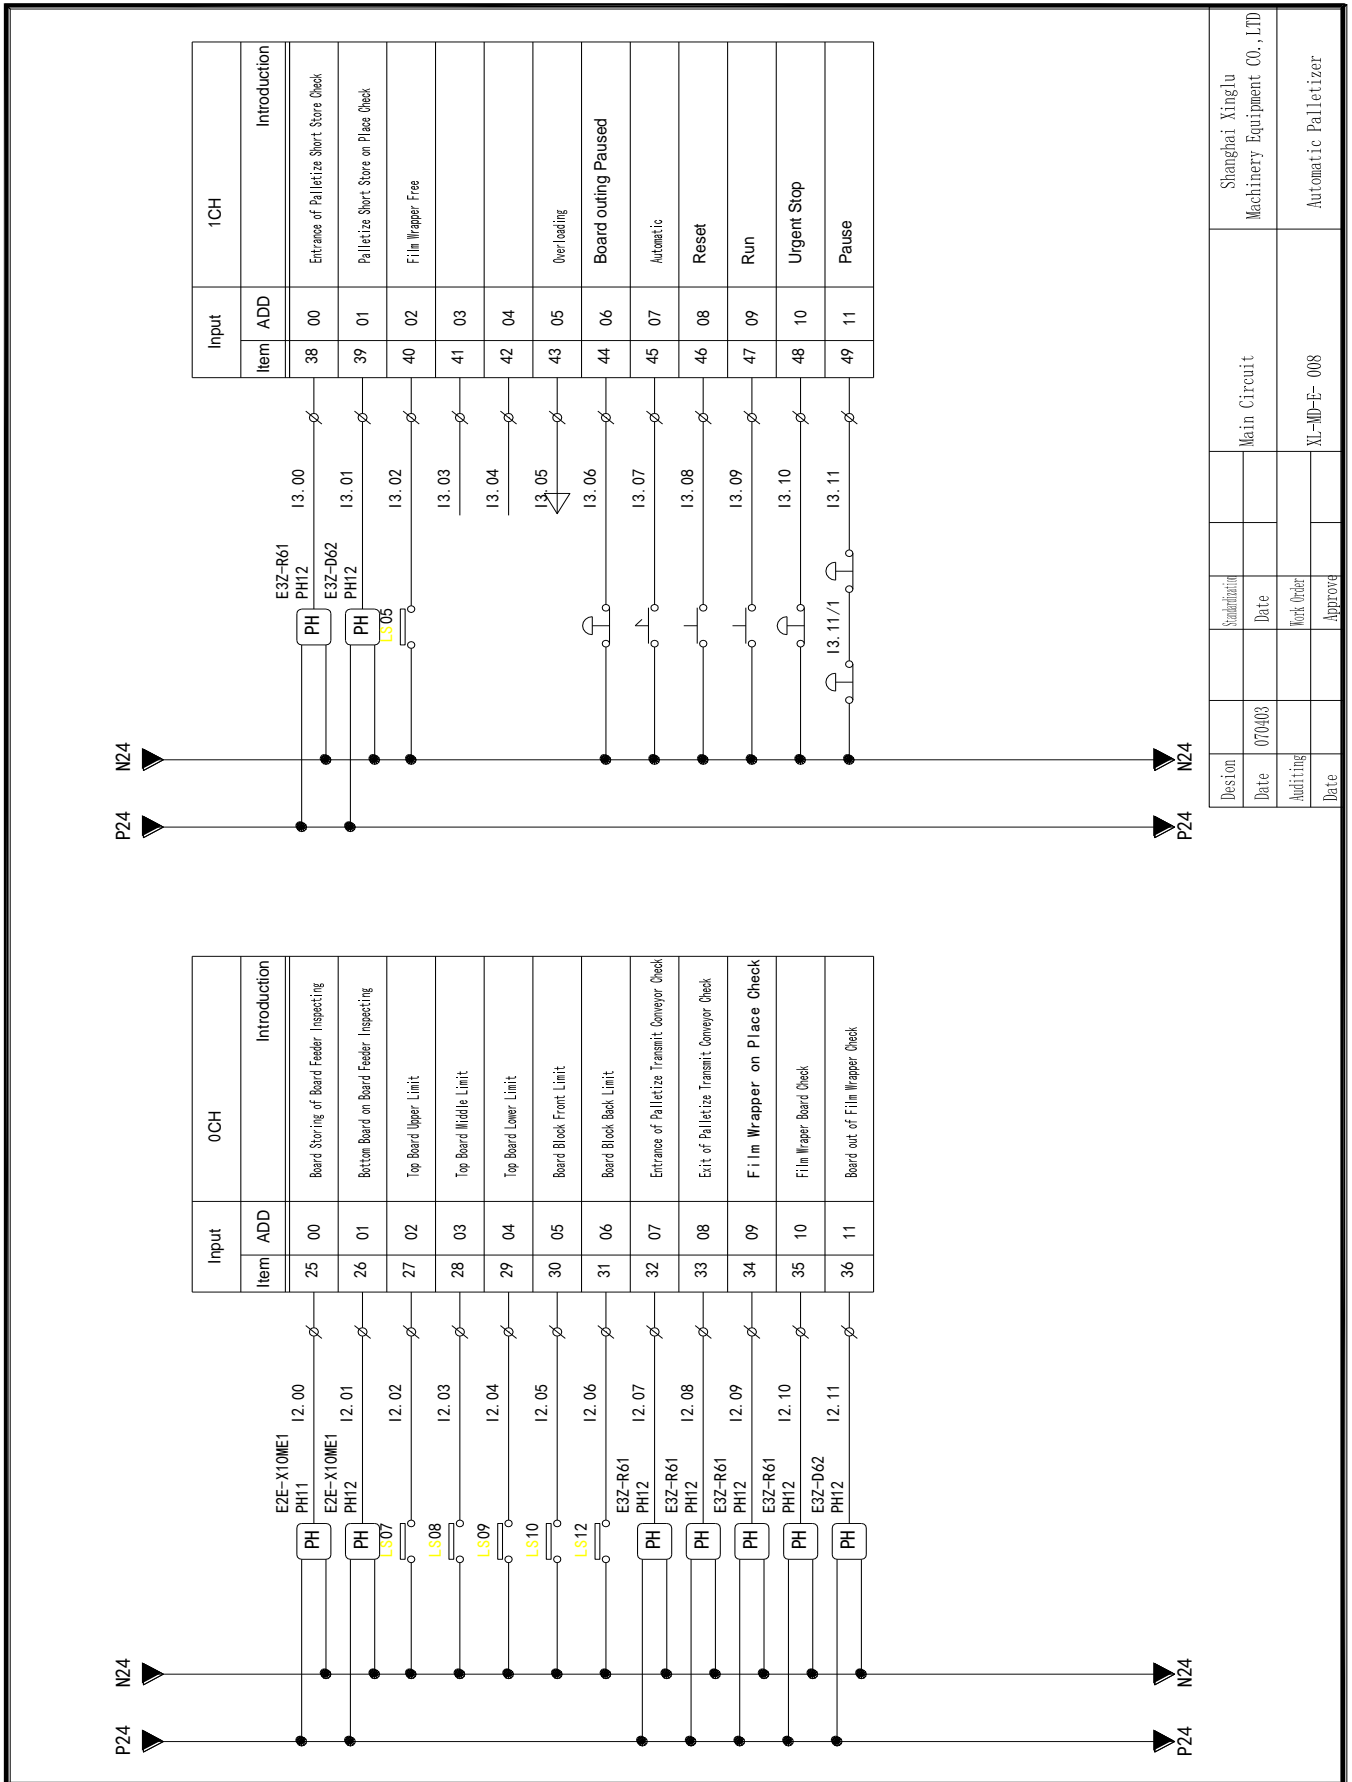 P24
N24
E2E-X10ME1
PH11
I2.00
E2E-X10ME1
PH12
I2.01
LS07
I2.02
LS08
I2.03
LS09
I2.04
LS10
I2.05
LS12
I2.06
E3Z-R61
PH12
I2.07
E3Z-R61
PH12
I2.08
E3Z-R61
PH12
I2.09
E3Z-R61
PH12
I2.10
E3Z-D62
PH12
I2.11
PH
PH
PH
PH
PH
PH
PH
Input 0CH
Item ADD Introduction
25 00 Board Storing of Board Feeder Inspecting
26 01 Bottom Board on Board Feeder Inspecting
27 02 Top Board Upper Limit
28 03 Top Board Middle Limit
29 04 Top Board Lower Limit
30 05 Board Block Front Limit
31 06 Board Block Back Limit
32 07 Entrance of Palletize Transmit Conveyor Check
33 08 Exit of Palletize Transmit Conveyor Check
34 09 Film Wrapper on Place Check
35 10 Film Wraper Board Check
36 11 Board out of Film Wrapper Check
P24
N24
P24
N24
E3Z-R61
PH12
I3.00
E3Z-D62
PH12
I3.01
LS05
I3.02
I3.03
I3.04
I3.05
I3.06
I3.07
I3.08
I3.09
I3.10
I3.11/1
I3.11
PH
PH
Input 1CH
Item ADD Introduction
38 00 Entrance of Palletize Short Store Check
39 01 Palletize Short Store on Place Check
40 02 Film Wrapper Free
41 03
42 04
43 05 Overloading
44 06 Board outing Paused
45 07 Automatic
46 08 Reset
47 09 Run
48 10 Urgent Stop
49 11 Pause
P24
N24
Desion Standardization Main Circuit Shanghai Xinglu
Machinery Equipment CO.,LTD
Date 070403 Date
Auditing Work Order XL-MD-E- 008 Automatic Palletizer
Date Approve